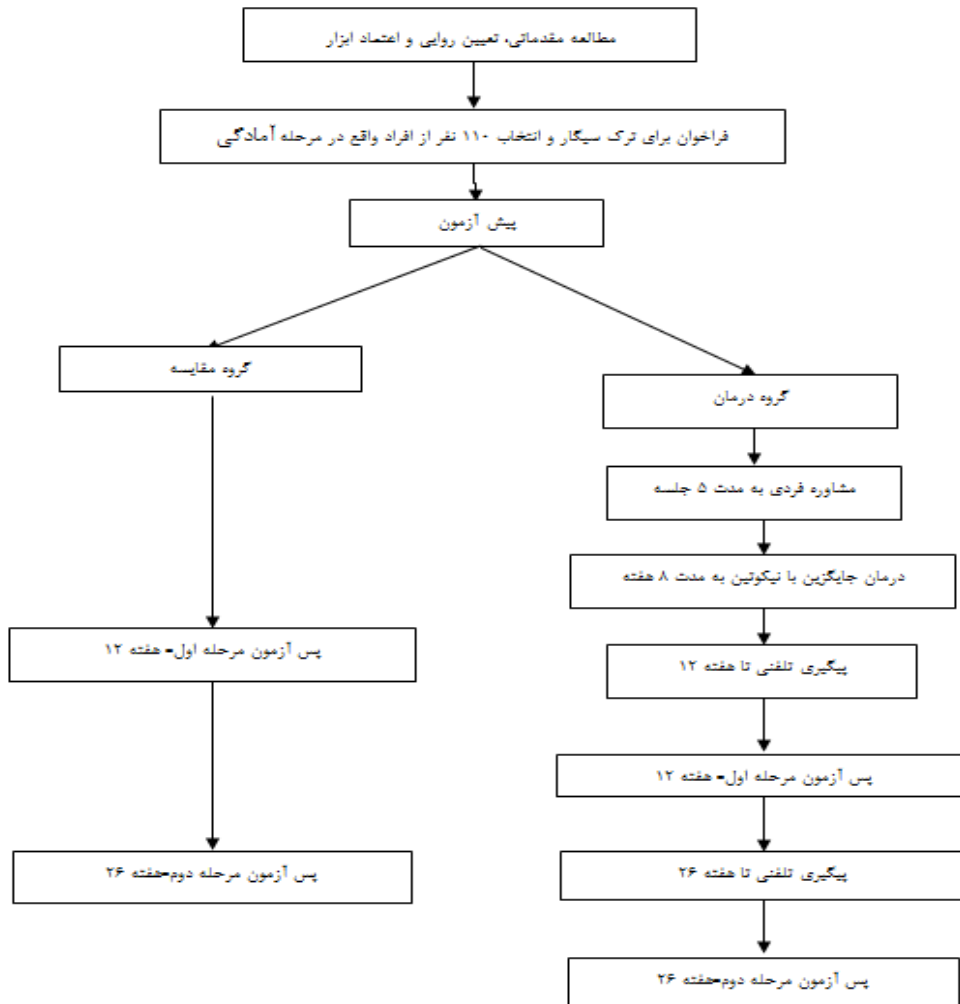 مطالعه مقدماتی، تعیین روایی و اعتماد ابزار
فراخوان برای ترک سیگار و انتخاب ۱۱۰ نفر از افراد واقع در مرحله آمادگی
پیش آزمون
گروه مقایسه
گروه درمان
مشاوره فردی به مدت ۵ جلسه
درمان جایگزین با نیکوتین به مدت ۸ هفته
پس آزمون مرحله اول- هفته ۱۲
پیگیری تلفنی تا هفته ۱۲
پس آزمون مرحله اول- هفته ۱۲
پس آزمون مرحله دوم-هفته ۲۶
پیگیری تلفنی تا هفته ۲۶
پس آزمون مرحله دوم-هفته ۲۶